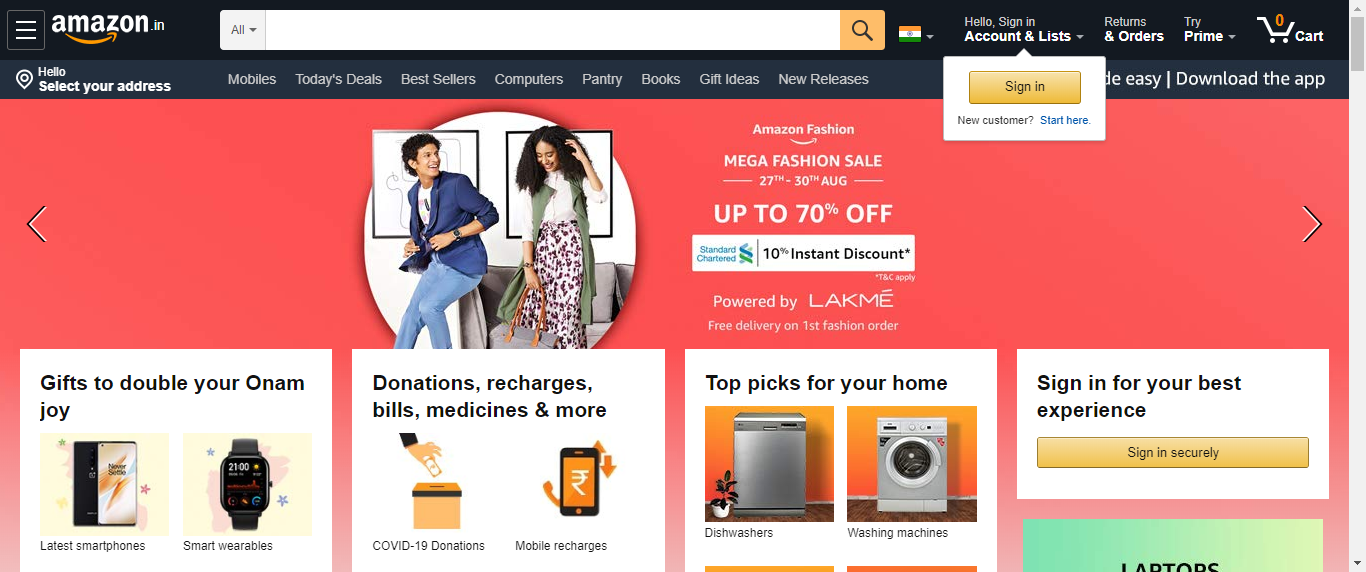 amazon.in
All
Hello, Sign in
Account & Lists
Returns
& Orders
Try
Prime
0
Cart
Hello
Select your address
Mobiles
Today's Deals
Best Sellers
Computers
Pantry
Books
Gift Ideas
New Releases
de easy | Download the app
Sign in
New customer? Start here.
Amazon Fashion
MEGA FASHION SALE
27TH - 30TH AUG
UP TO 70% OFF
Standard
Chartered
10% Instant Discount*
*T&C apply
Powered by LAKMÉ
Free delivery on 1st fashion order
Gifts to double your Onam
joy
Never
Settle
21:00
Latest smartphones
Smart wearables
Donations, recharges,
bills, medicines & more
₹
COVID-19 Donations
Mobile recharges
Top picks for your home
Dishwashers
Washing machines
Sign in for your best
experience
Sign in securely
LAPTOPS